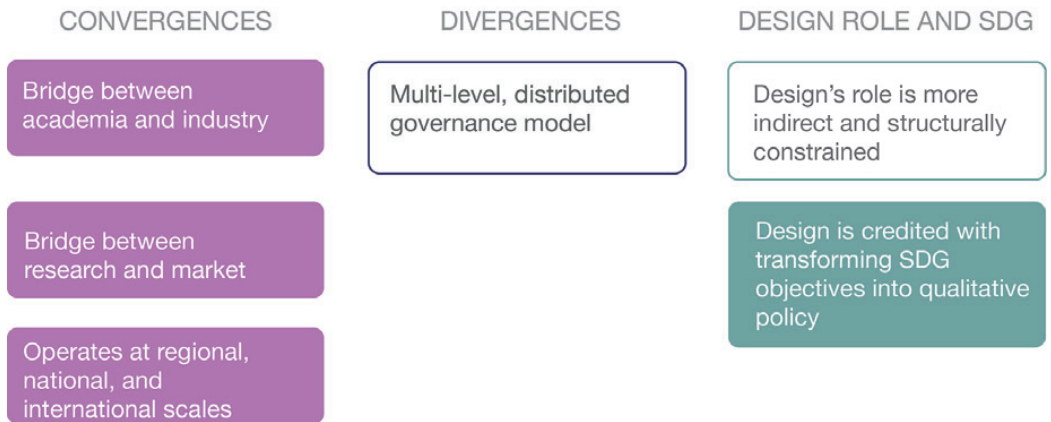 CONVERGENCES
Bridge between
academia and industry
Bridge between
research and market
Operates at regional,
national, and
international scales
DIVERGENCES
Multi-level, distributed
governance model
DESIGN ROLE AND SDG
Design's role is more
indirect and structurally
constrained
Design is credited with
transforming SDG
objectives into qualitative
policy